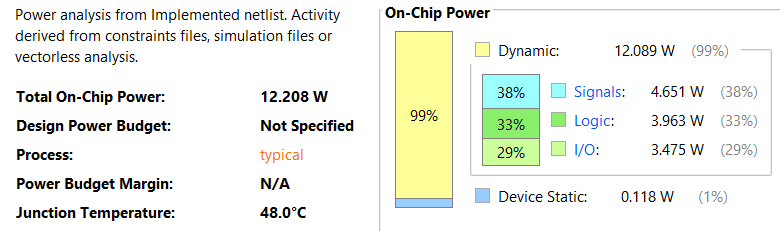 Power analysis from Implemented netlist. Activity
derived from constraints files, simulation files or
vectorless analysis.
Total On-Chip Power: 12.208 W
Design Power Budget: Not Specified
Process: typical
Power Budget Margin: N/A
Junction Temperature: 48.0°C
On-Chip Power
99%
Dynamic: 12.089 W (99%)
38% Signals: 4.651 W (38%)
33% Logic: 3.963 W (33%)
29% I/O: 3.475 W (29%)
Device Static: 0.118 W (1%)